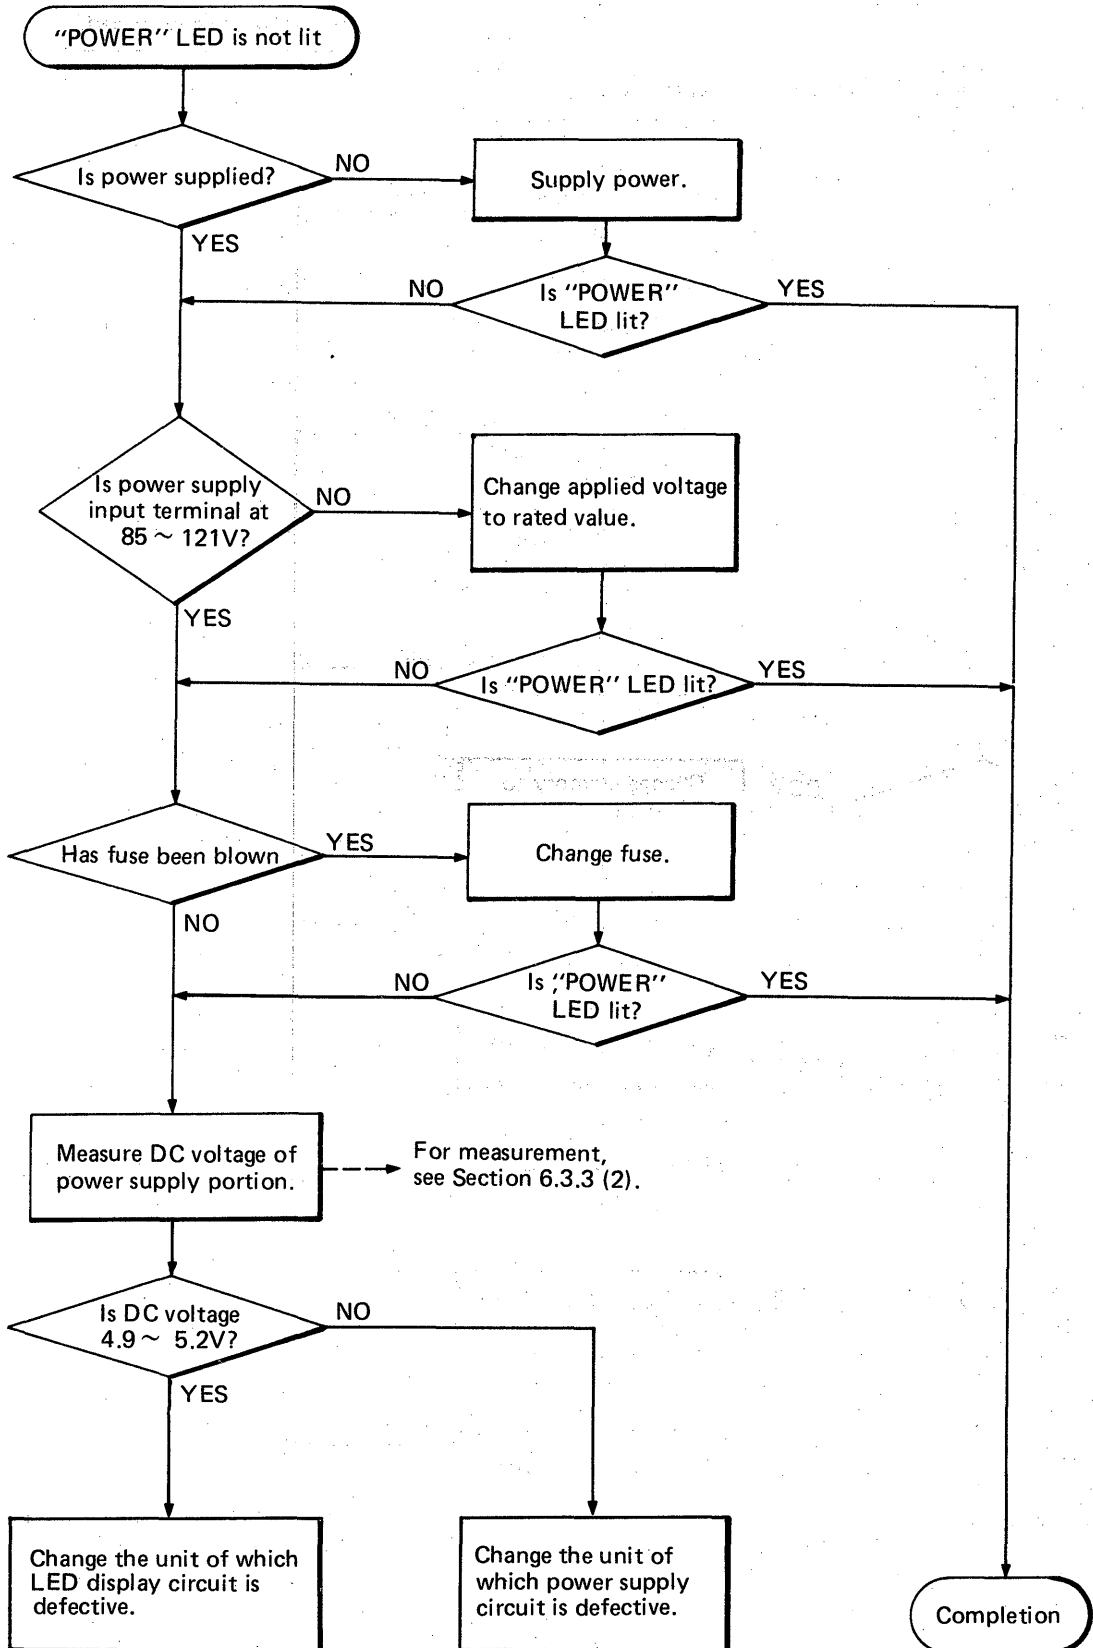 “POWER” LED is not lit
Is power supplied?
NO
Supply power.
YES
NO
Is “POWER”
LED lit?
YES
Is power supply
input terminal at
85 ~ 121V?
NO
Change applied voltage
to rated value.
YES
NO
Is “POWER” LED lit?
YES
Has fuse been blown
YES
Change fuse.
NO
NO
Is “POWER”
LED lit?
YES
Measure DC voltage of
power supply portion.
For measurement,
see Section 6.3.3 (2).
Is DC voltage
4.9 ~ 5.2V?
NO
YES
Change the unit of which
LED display circuit is
defective.
Change the unit of
which power supply
circuit is defective.
Completion